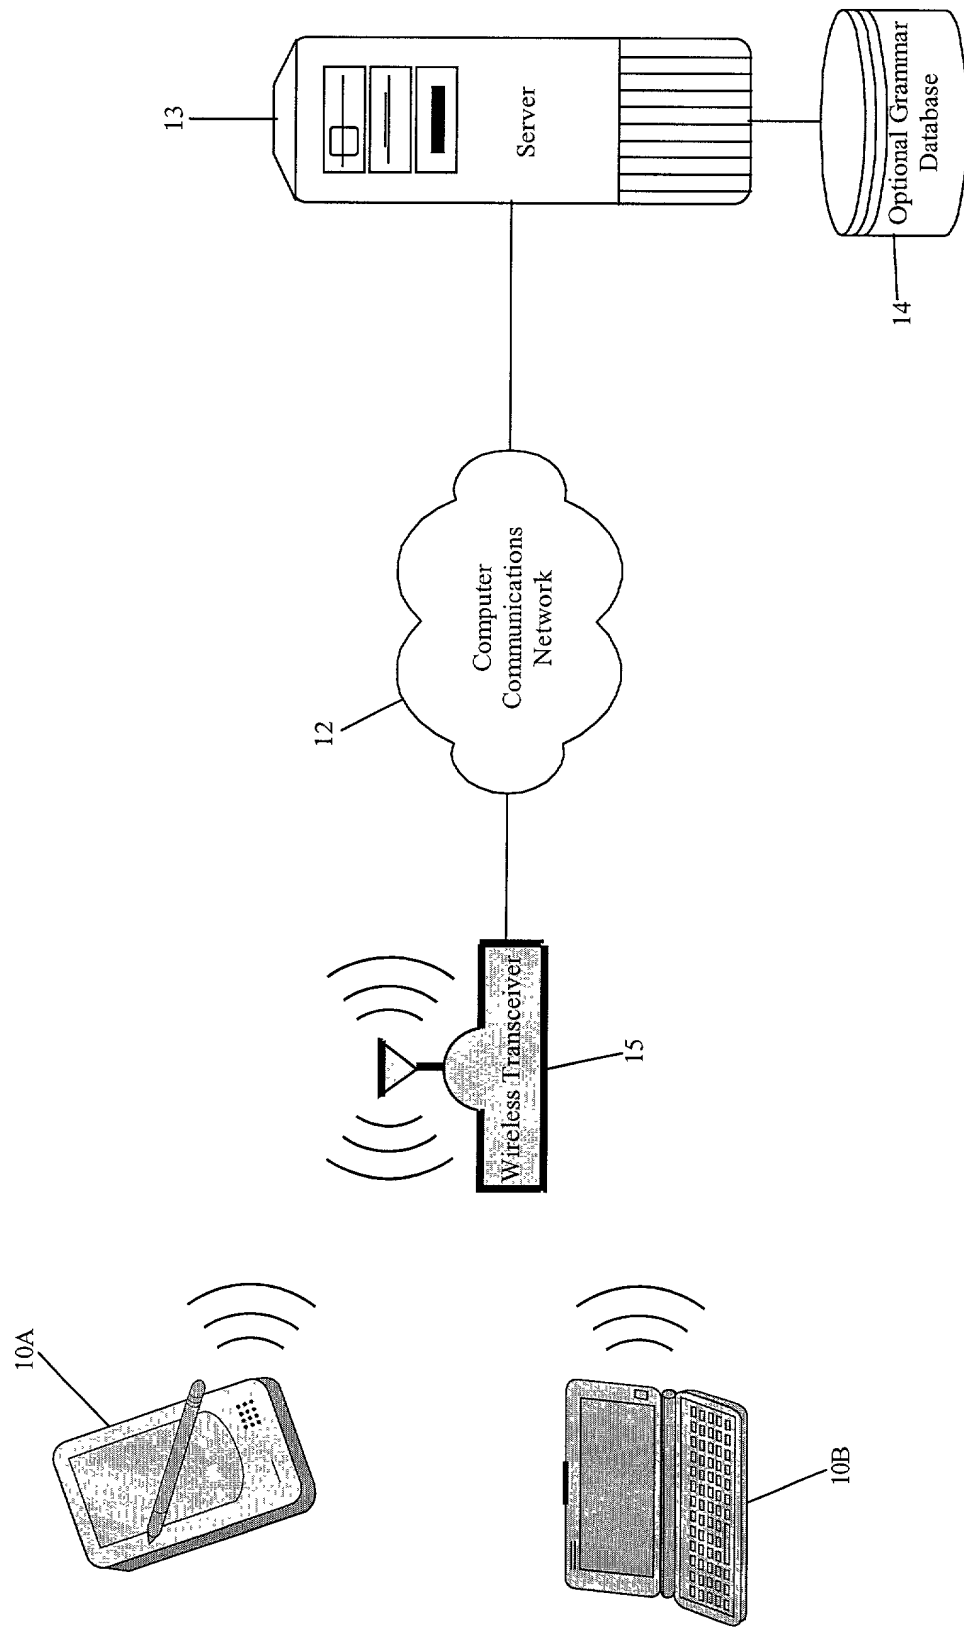 10A
10B
Wireless Transceiver
15
12
Computer
Communications
Network
13
Server
14
Optional Grammar
Database